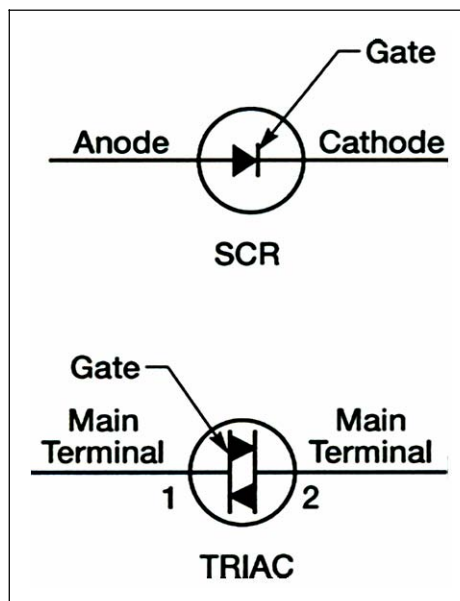 Gate
Anode
Cathode
SCR
Gate
Main
Terminal
1
Main
Terminal
2
TRIAC